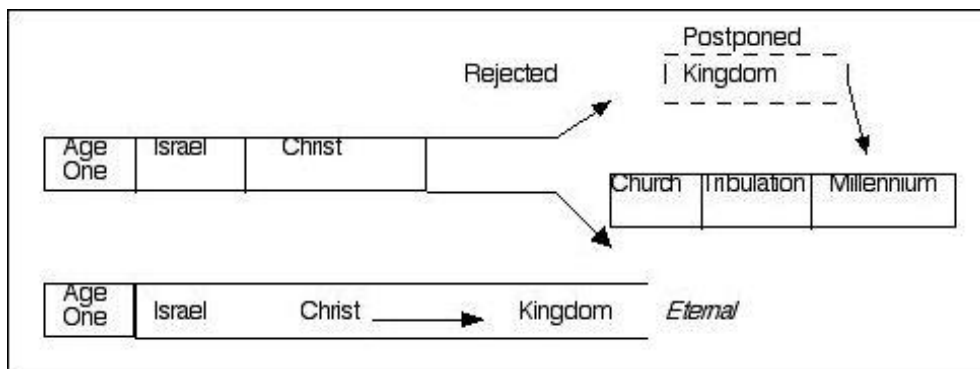 Postponed
Rejected
Kingdom
Age One
Israel
Christ
Church
Tribulation
Millennium
Age One
Israel
Christ
Kingdom
Eternal